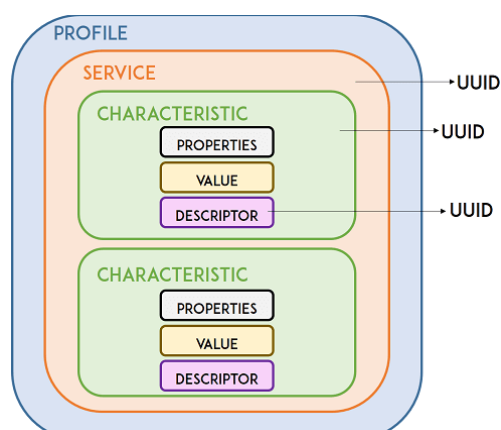 PROFILE
SERVICE
UUID
CHARACTERISTIC
UUID
PROPERTIES
VALUE
DESCRIPTOR
UUID
CHARACTERISTIC
PROPERTIES
VALUE
DESCRIPTOR